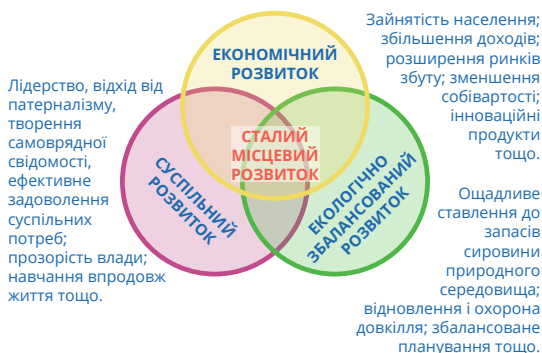 ЕКОНОМІЧНИЙ
РОЗВИТОК
Зайнятість населення;
збільшення доходів;
розширення ринків
збуту; зменшення
собівартості;
інноваційні
продукти
тощо.
Лідерство, відхід від
патерналізму,
творення
самоврядної
свідомості,
ефективне
задоволення
суспільних
потреб;
прозорість влади;
навчання впродовж
життя тощо.
СТАЛИЙ
МІСЦЕВИЙ
РОЗВИТОК
СУСПІЛЬНИЙ
РОЗВИТОК
ЕКОЛОГІЧНО
ЗБАЛАНСОВАНИЙ
РОЗВИТОК
Ощадливе
ставлення до
запасів
сировини
природного
середовища;
відновлення і охорона
довкілля; збалансоване
планування тощо.